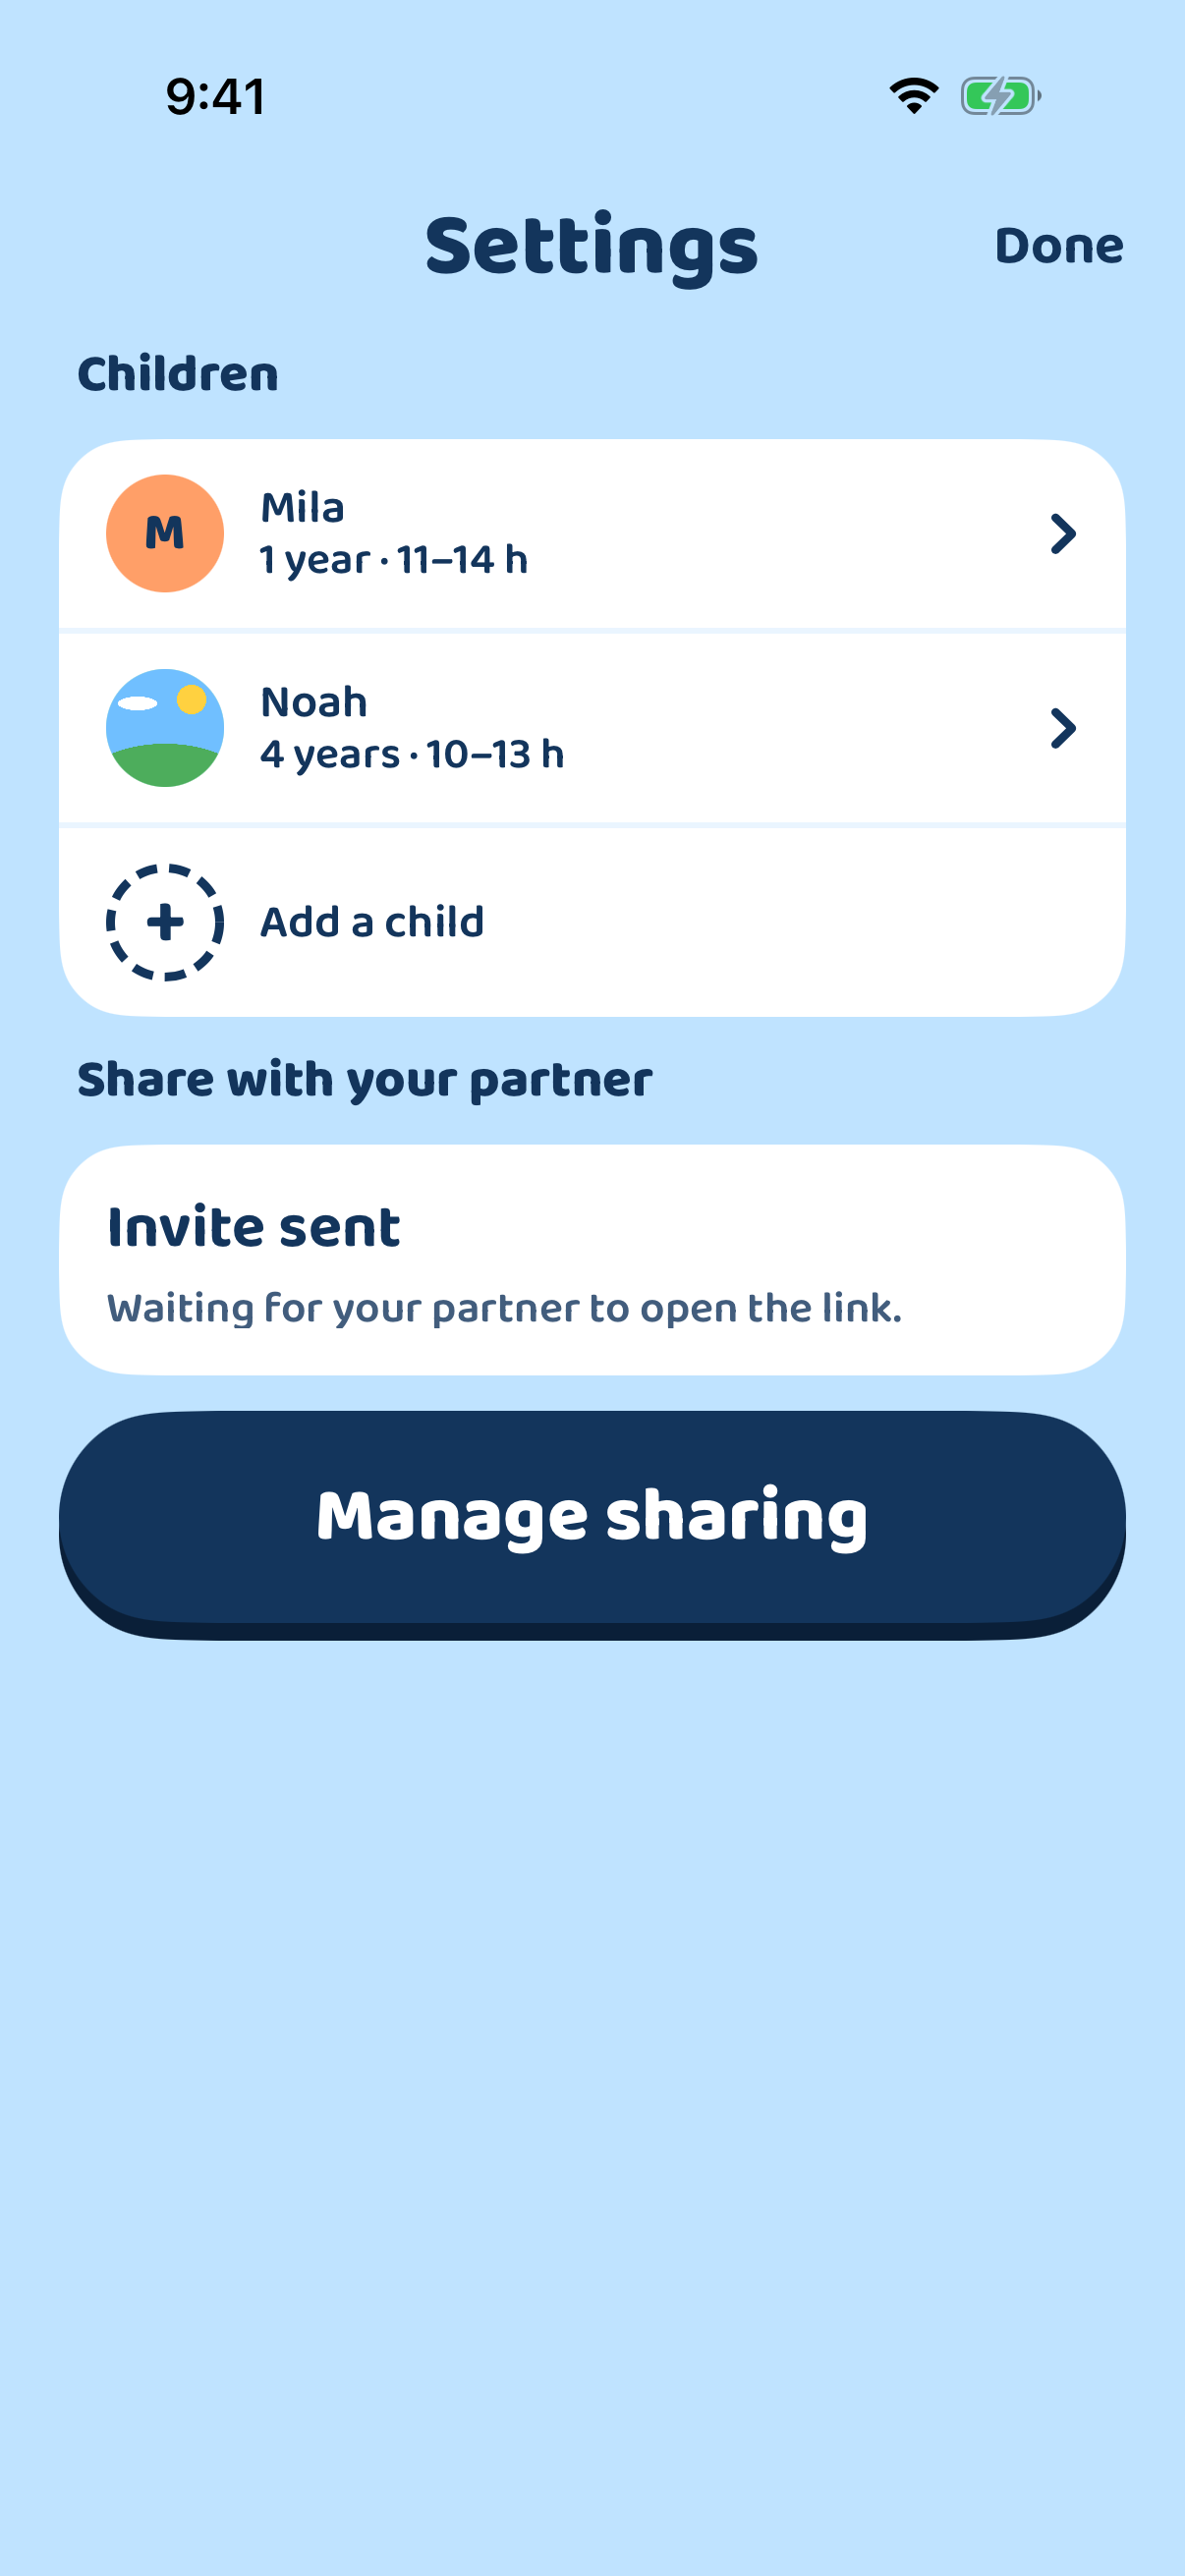 9:41
Settings
Done
Children
M
Mila
1 year · 11–14 h
Noah
4 years · 10–13 h
+
Add a child
Share with your partner
Invite sent
Waiting for your partner to open the link.
Manage sharing